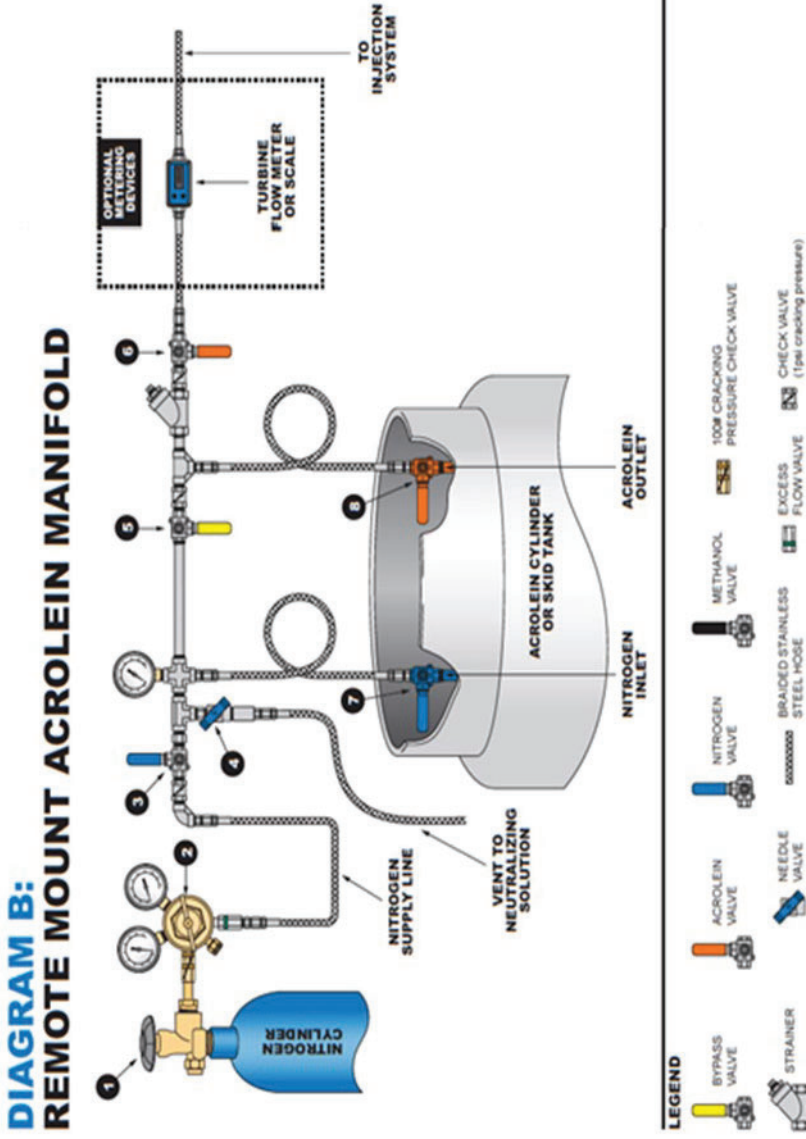 DIAGRAM B:
REMOTE MOUNT ACROLEIN MANIFOLD
1
NITROGEN
CYLINDER
2
NITROGEN
SUPPLY LINE
3
4
VENT TO
NEUTRALIZING
SOLUTION
5
6
OPTIONAL
METERING
DEVICES
TURBINE
FLOW METER
OR SCALE
TO
INJECTION
SYSTEM
7
8
ACROLEIN CYLINDER
OR SKID TANK
NITROGEN
INLET
ACROLEIN
OUTLET
LEGEND
BYPASS
VALVE
ACROLEIN
VALVE
NITROGEN
VALVE
METHANOL
VALVE
100# CRACKING
PRESSURE CHECK VALVE
STRAINER
NEEDLE
VALVE
BRAIDED STAINLESS
STEEL HOSE
EXCESS
FLOW VALVE
CHECK VALVE
(1psi cracking pressure)